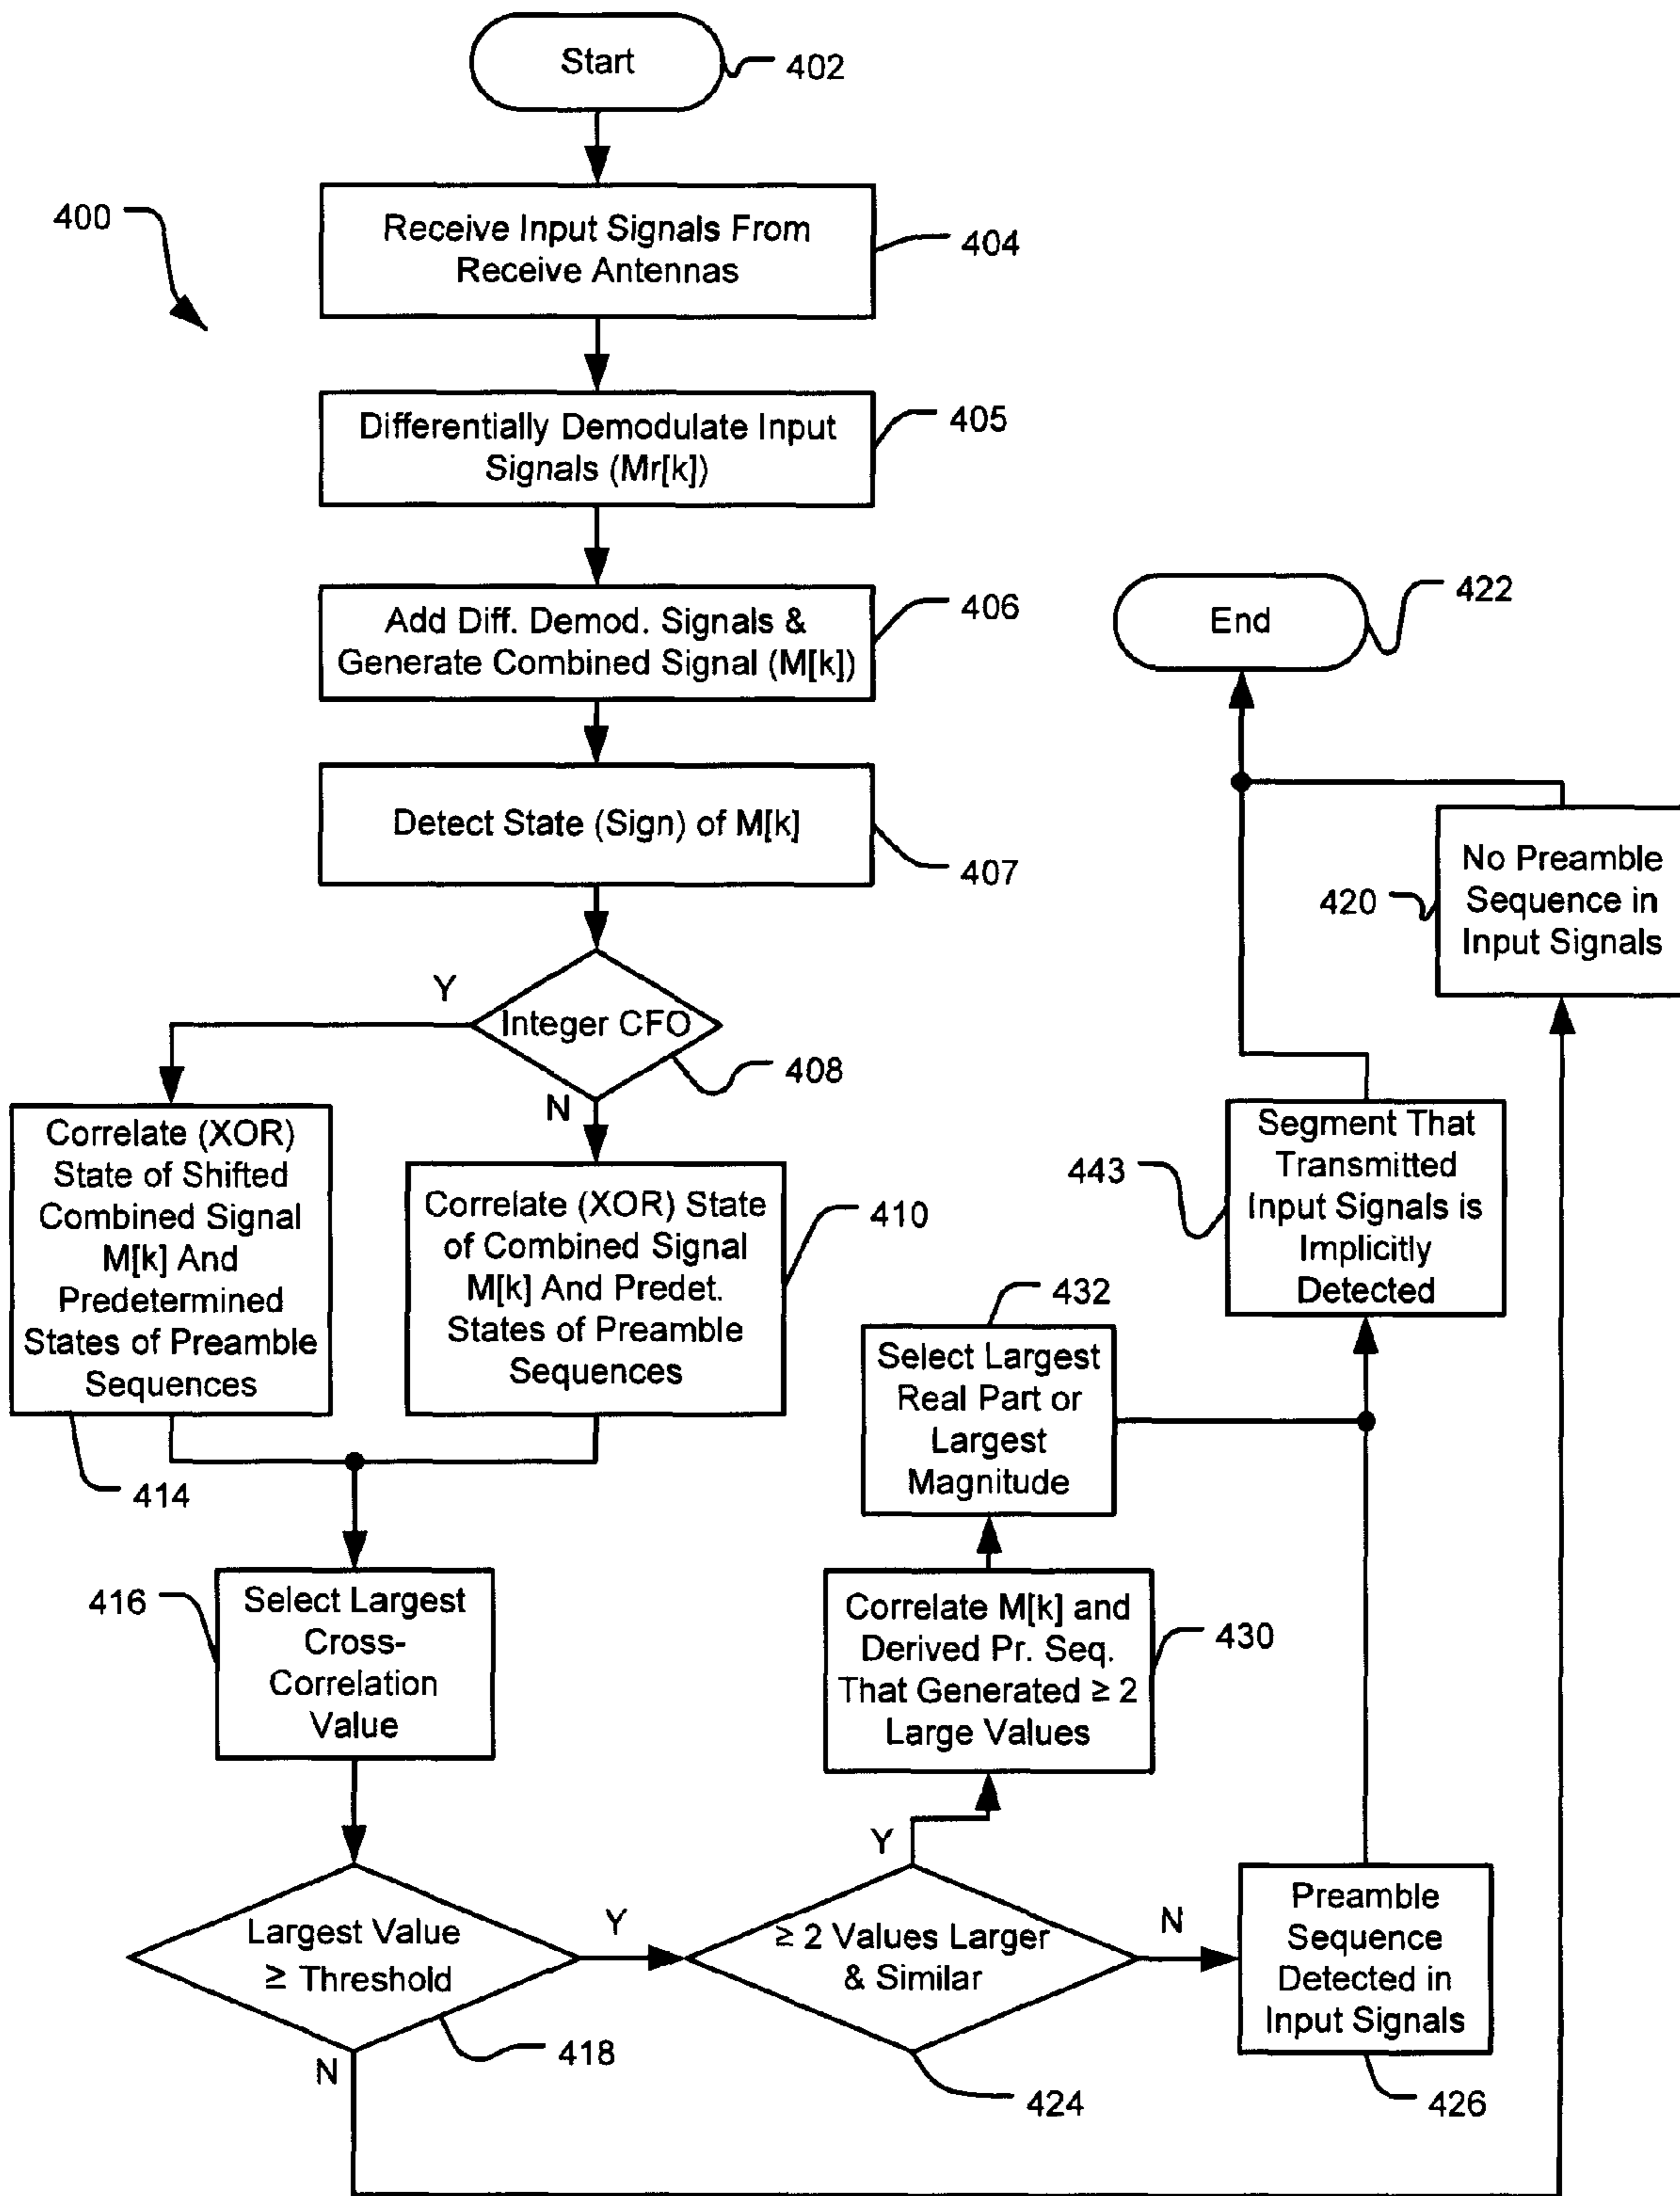 Start
402
400
Receive Input Signals From
Receive Antennas
404
Differentially Demodulate Input
Signals (Mr[k])
405
Add Diff. Demod. Signals &
Generate Combined Signal (M[k])
406
Detect State (Sign) of M[k]
407
Integer CFO
408
Y
N
Correlate (XOR)
State of Shifted
Combined Signal
M[k] And
Predetermined
States of Preamble
Sequences
414
Correlate (XOR) State
of Combined Signal
M[k] And Predet.
States of Preamble
Sequences
410
Select Largest
Cross-
Correlation
Value
416
Largest Value
≥ Threshold
418
Y
N
≥ 2 Values Larger
& Similar
424
Y
N
Correlate M[k] and
Derived Pr. Seq.
That Generated ≥ 2
Large Values
430
Select Largest
Real Part or
Largest
Magnitude
432
Preamble
Sequence
Detected in
Input Signals
426
Segment That
Transmitted
Input Signals is
Implicitly
Detected
443
No Preamble
Sequence in
Input Signals
420
End
422